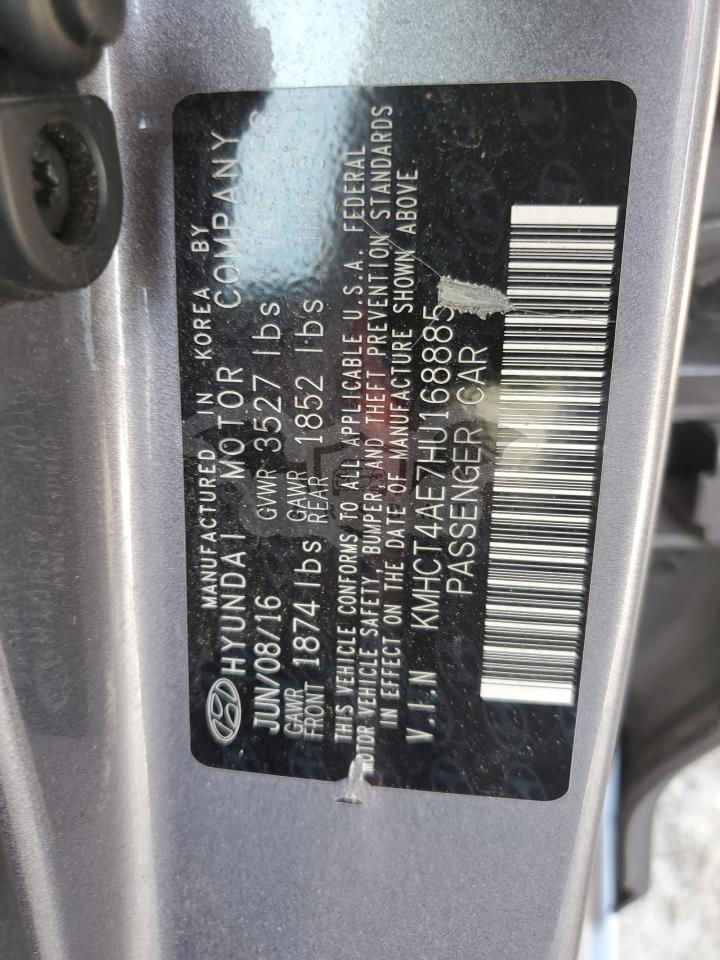 MANUFACTURED IN KOREA BY
HYUNDAI MOTOR COMPANY
JUN/08/16 GVWR 3527 lbs
GAWR FRONT 1874 lbs GAWR REAR 1852 lbs
THIS VEHICLE CONFORMS TO ALL APPLICABLE U.S.A. FEDERAL
MOTOR VEHICLE SAFETY, BUMPER, AND THEFT PREVENTION STANDARDS
IN EFFECT ON THE DATE OF MANUFACTURE SHOWN ABOVE
V.I.N KMHCT4AE7HU168885
PASSENGER CAR